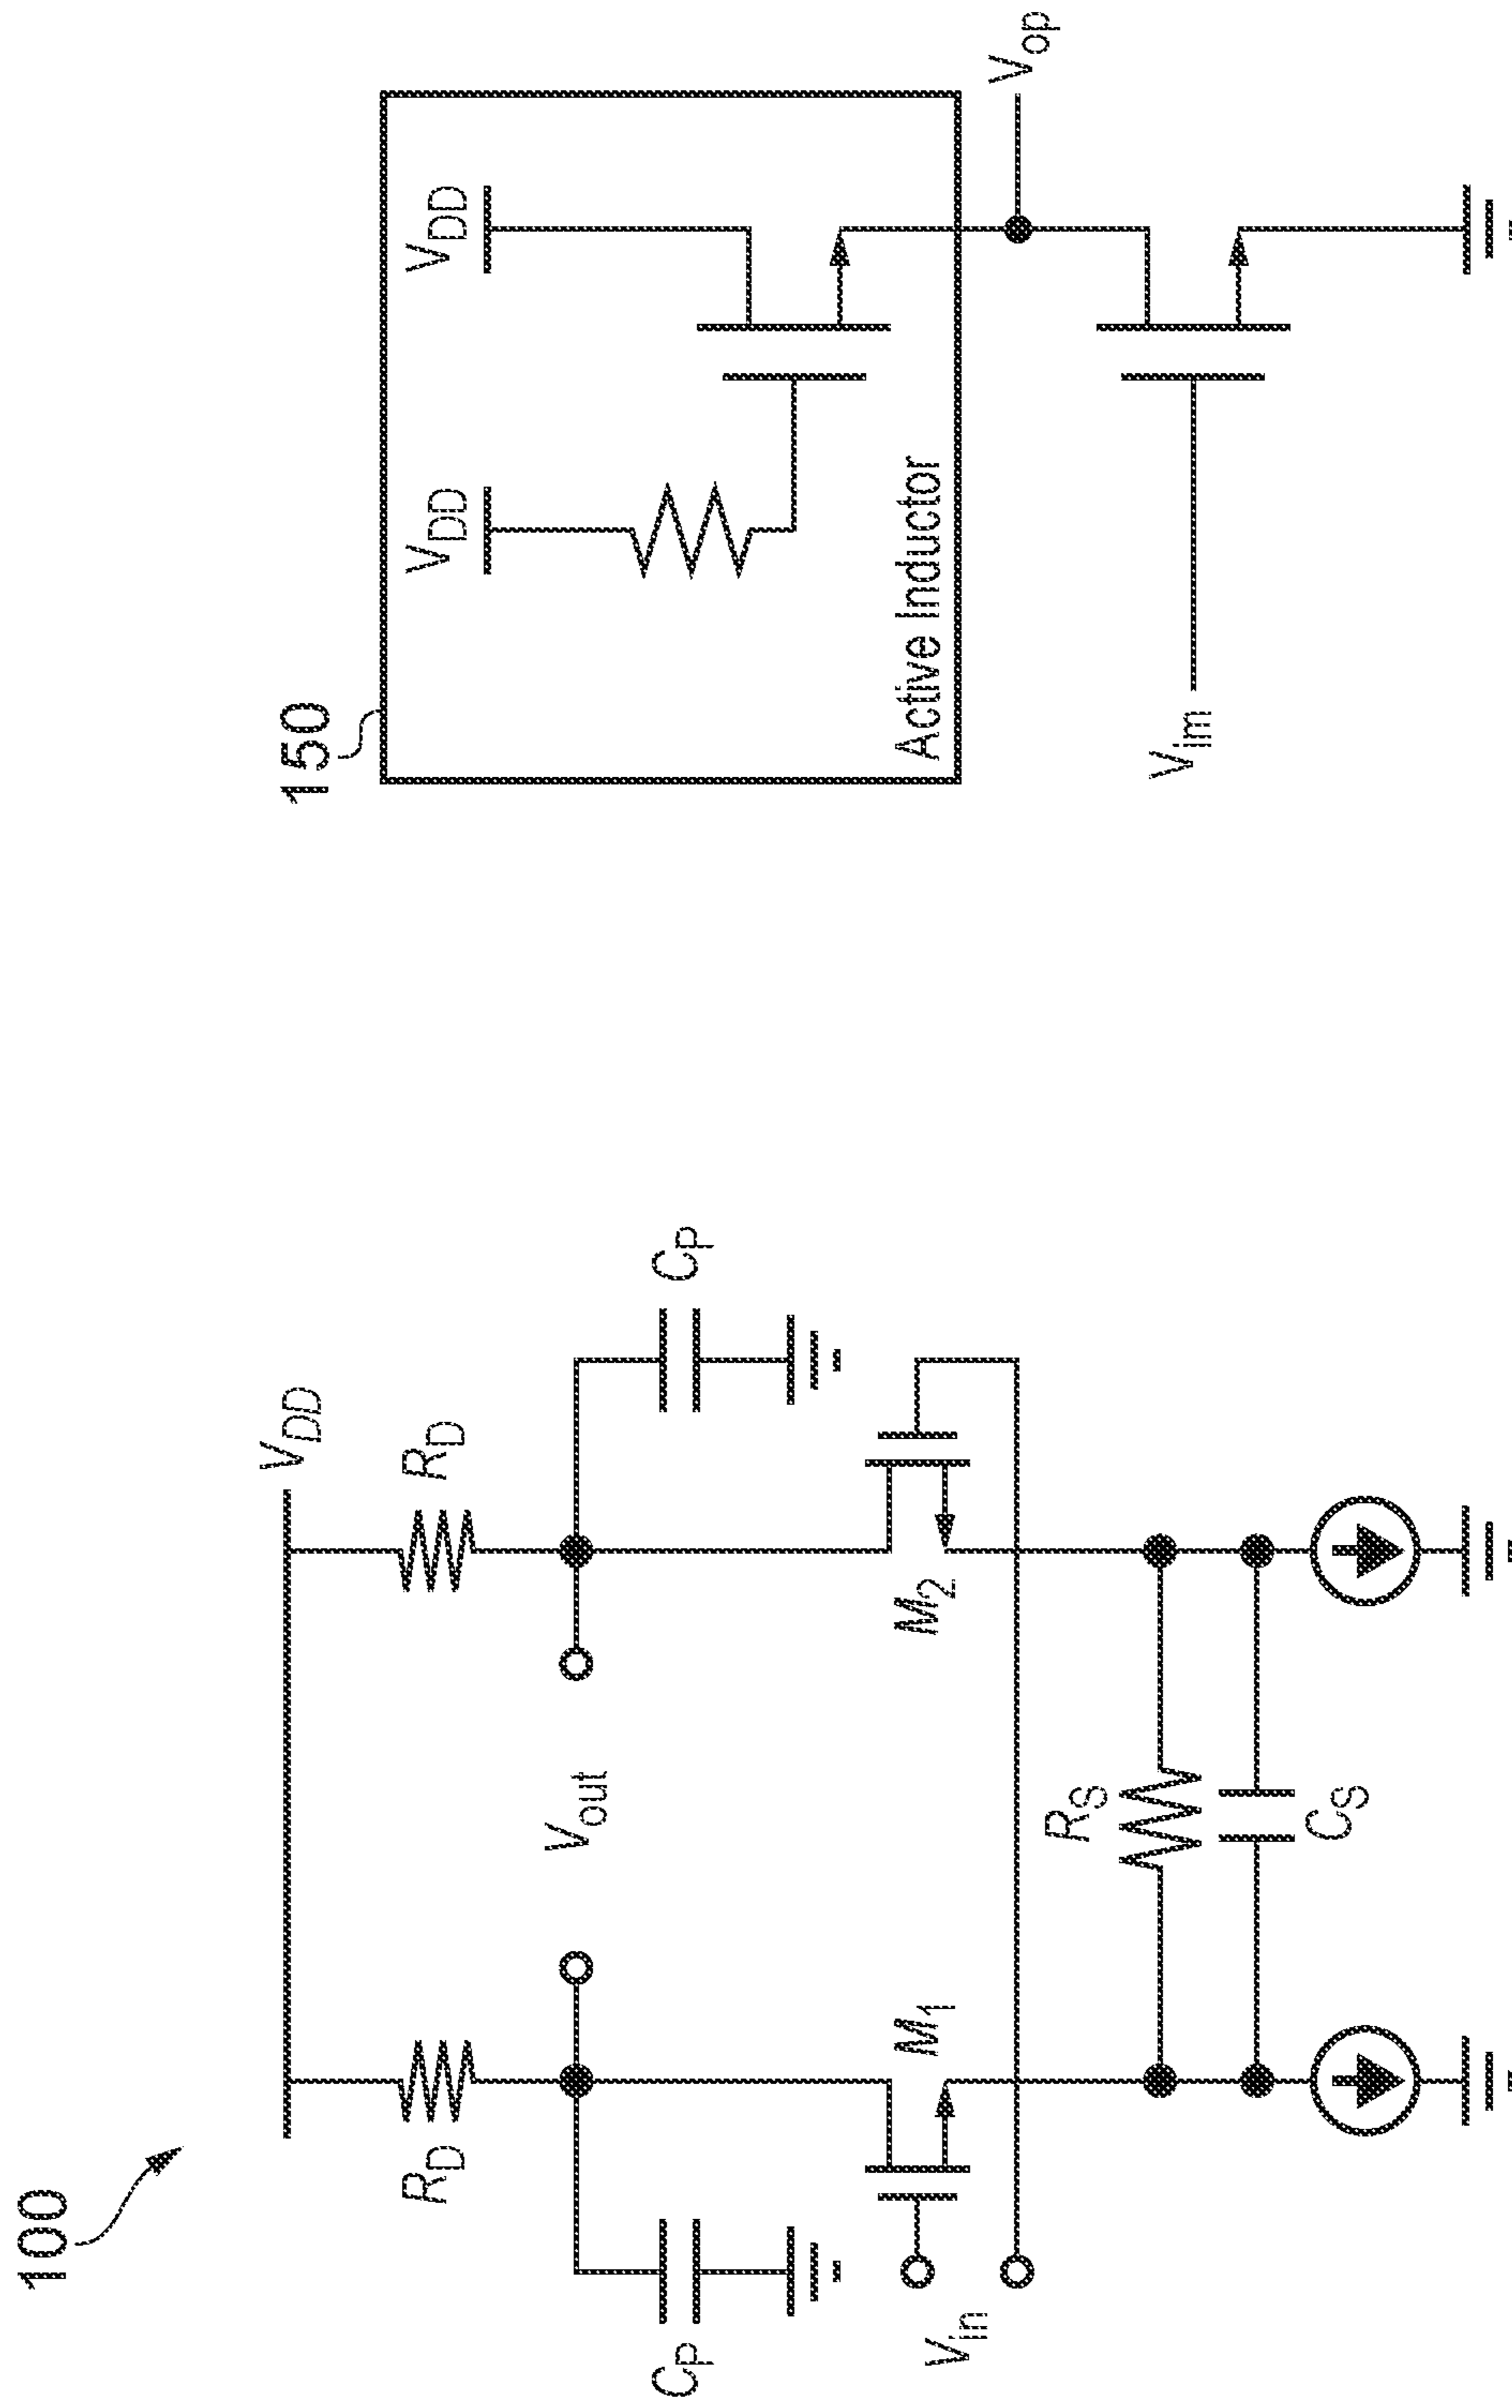 100
V_DD
R_D
R_D
C_P
C_P
V_out
M_1
M_2
V_in
R_S
C_S
150
V_DD
V_DD
Active Inductor
V_op
V_im